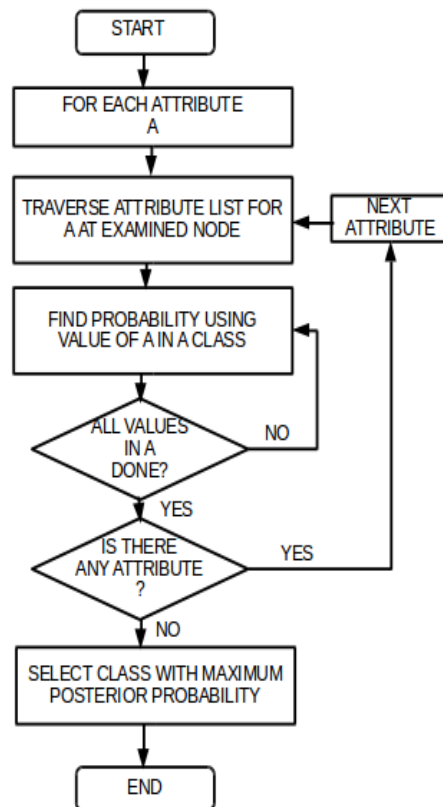 START
FOR EACH ATTRIBUTE
A
TRAVERSE ATTRIBUTE LIST FOR
A AT EXAMINED NODE
NEXT
ATTRIBUTE
FIND PROBABILITY USING
VALUE OF A IN A CLASS
ALL VALUES
IN A
DONE?
NO
YES
IS THERE
ANY ATTRIBUTE
?
YES
NO
SELECT CLASS WITH MAXIMUM
POSTERIOR PROBABILITY
END